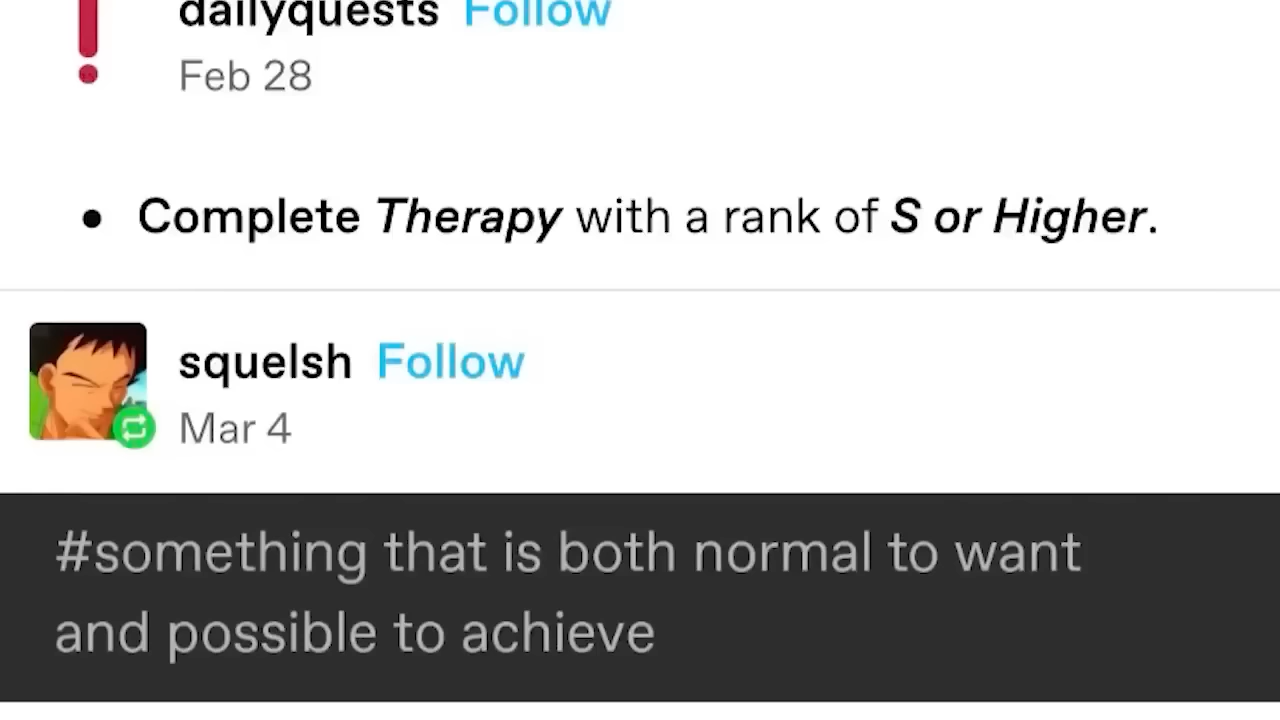 dailyquests Follow
Feb 28
• Complete Therapy with a rank of S or Higher.
squelsh Follow
Mar 4
#something that is both normal to want
and possible to achieve